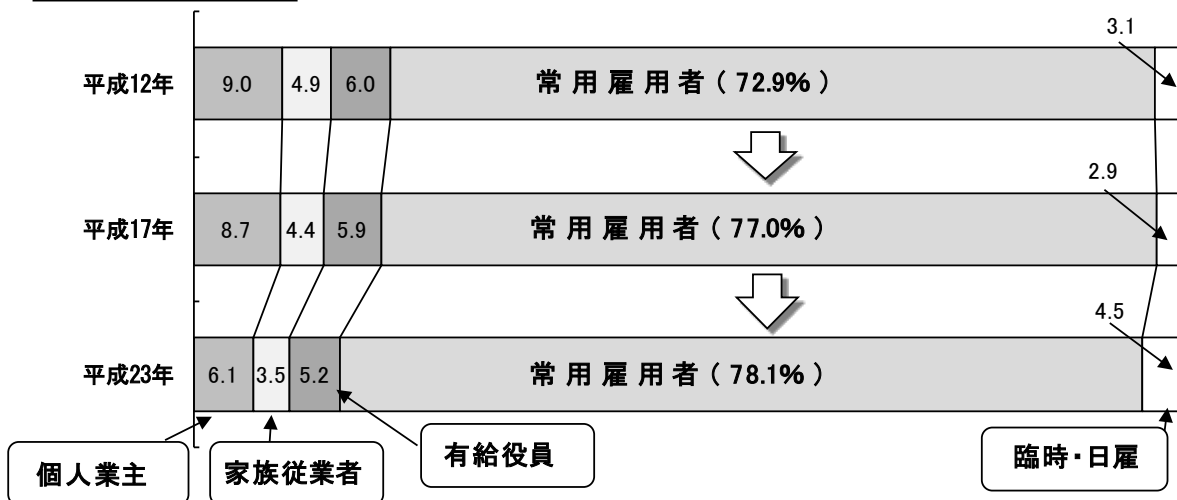 3.1
平成12年 9.0 4.9 6.0 常用雇用者(72.9%)
2.9
平成17年 8.7 4.4 5.9 常用雇用者(77.0%)
4.5
平成23年 6.1 3.5 5.2 常用雇用者(78.1%)
個人業主 家族従業者 有給役員 臨時・日雇